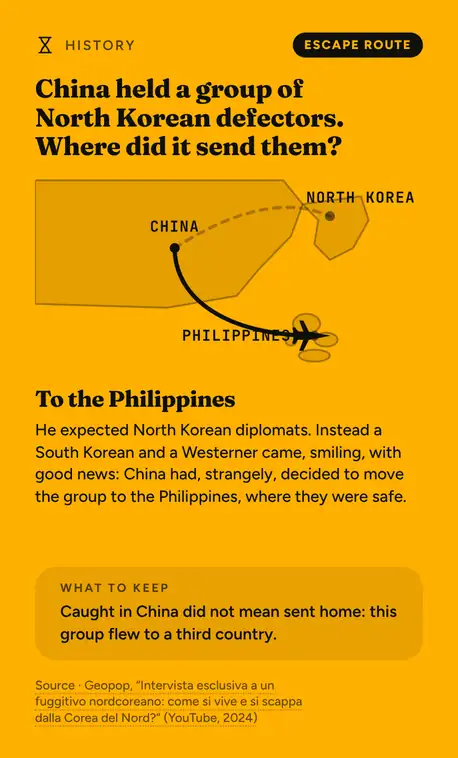 HISTORY
ESCAPE ROUTE
China held a group of
North Korean defectors.
Where did it send them?
NORTH KOREA
CHINA
PHILIPPINES
To the Philippines
He expected North Korean diplomats. Instead a
South Korean and a Westerner came, smiling, with
good news: China had, strangely, decided to move
the group to the Philippines, where they were safe.
WHAT TO KEEP
Caught in China did not mean sent home: this
group flew to a third country.
Source · Geopop, “Intervista esclusiva a un
fuggitivo nordcoreano: come si vive e si scappa
dalla Corea del Nord?” (YouTube, 2024)